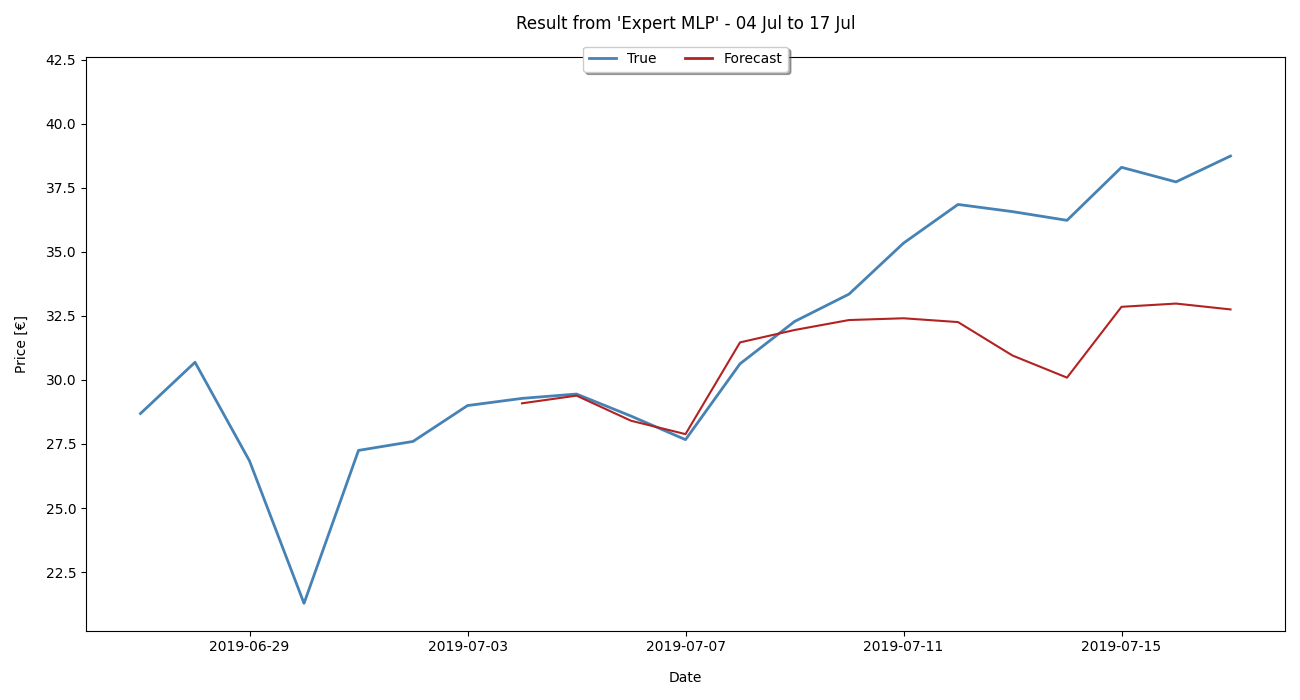 Result from 'Expert MLP' - 04 Jul to 17 Jul
True Forecast
42.5
40.0
37.5
35.0
32.5
30.0
27.5
25.0
22.5
Price [€]
2019-06-29 2019-07-03 2019-07-07 2019-07-11 2019-07-15
Date